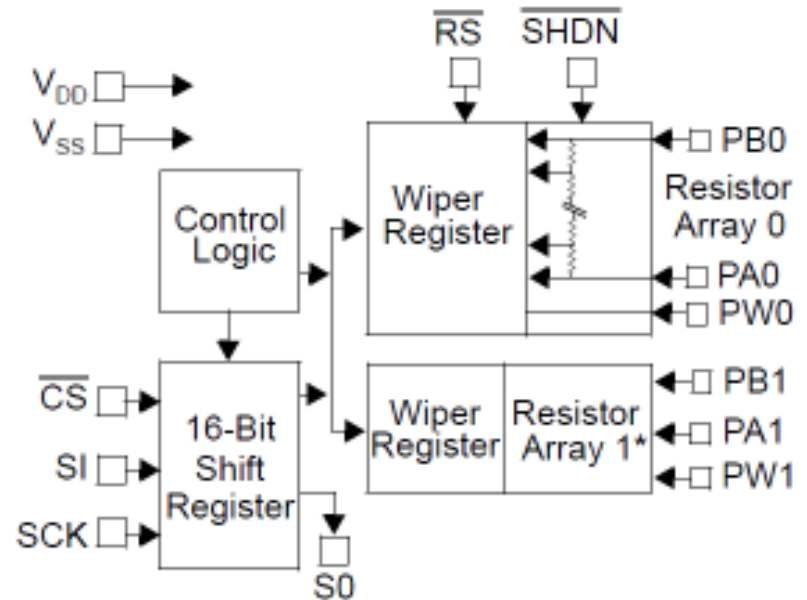 RS
SHDN
VDD
VSS
PB0
Wiper
Register
Resistor
Array 0
Control
Logic
PA0
PW0
CS
16-Bit
Shift
Register
SI
SCK
S0
Wiper
Register
Resistor
Array 1*
PB1
PA1
PW1